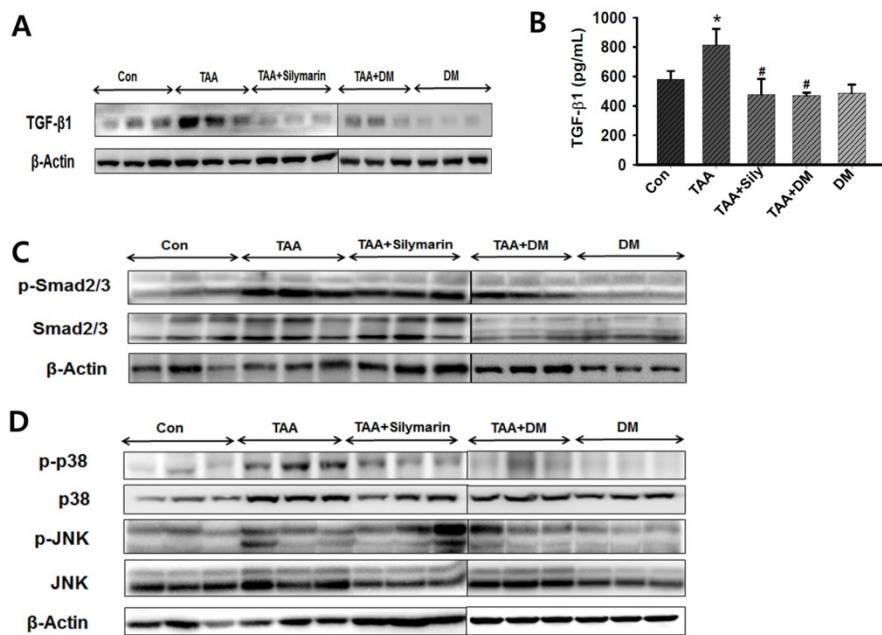 A
Con TAA TAA+Silymarin TAA+DM DM
TGF-β1
β-Actin
B
TGF-β1 (pg/mL)
1000
800
600
400
200
0
*
#
#
Con
TAA
TAA+Sily
TAA+DM
DM
C
Con TAA TAA+Silymarin TAA+DM DM
p-Smad2/3
Smad2/3
β-Actin
D
Con TAA TAA+Silymarin TAA+DM DM
p-p38
p38
p-JNK
JNK
β-Actin